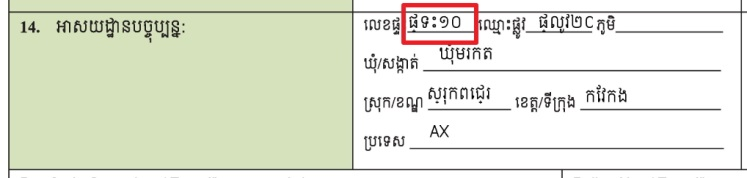 14. អាសយដ្ឋានបច្ចុប្បន្ន: លេខផ្ទះ ផ្ទះ១០ ឈ្មោះផ្លូវ ផ្លូវ២C ភូមិ
ឃុំ/សង្កាត់ ឃុំមរកត
ស្រុក/ខណ្ឌ ស្រុកពជ្រេ ខេត្ត/ទីក្រុង កវែកង
ប្រទេស AX